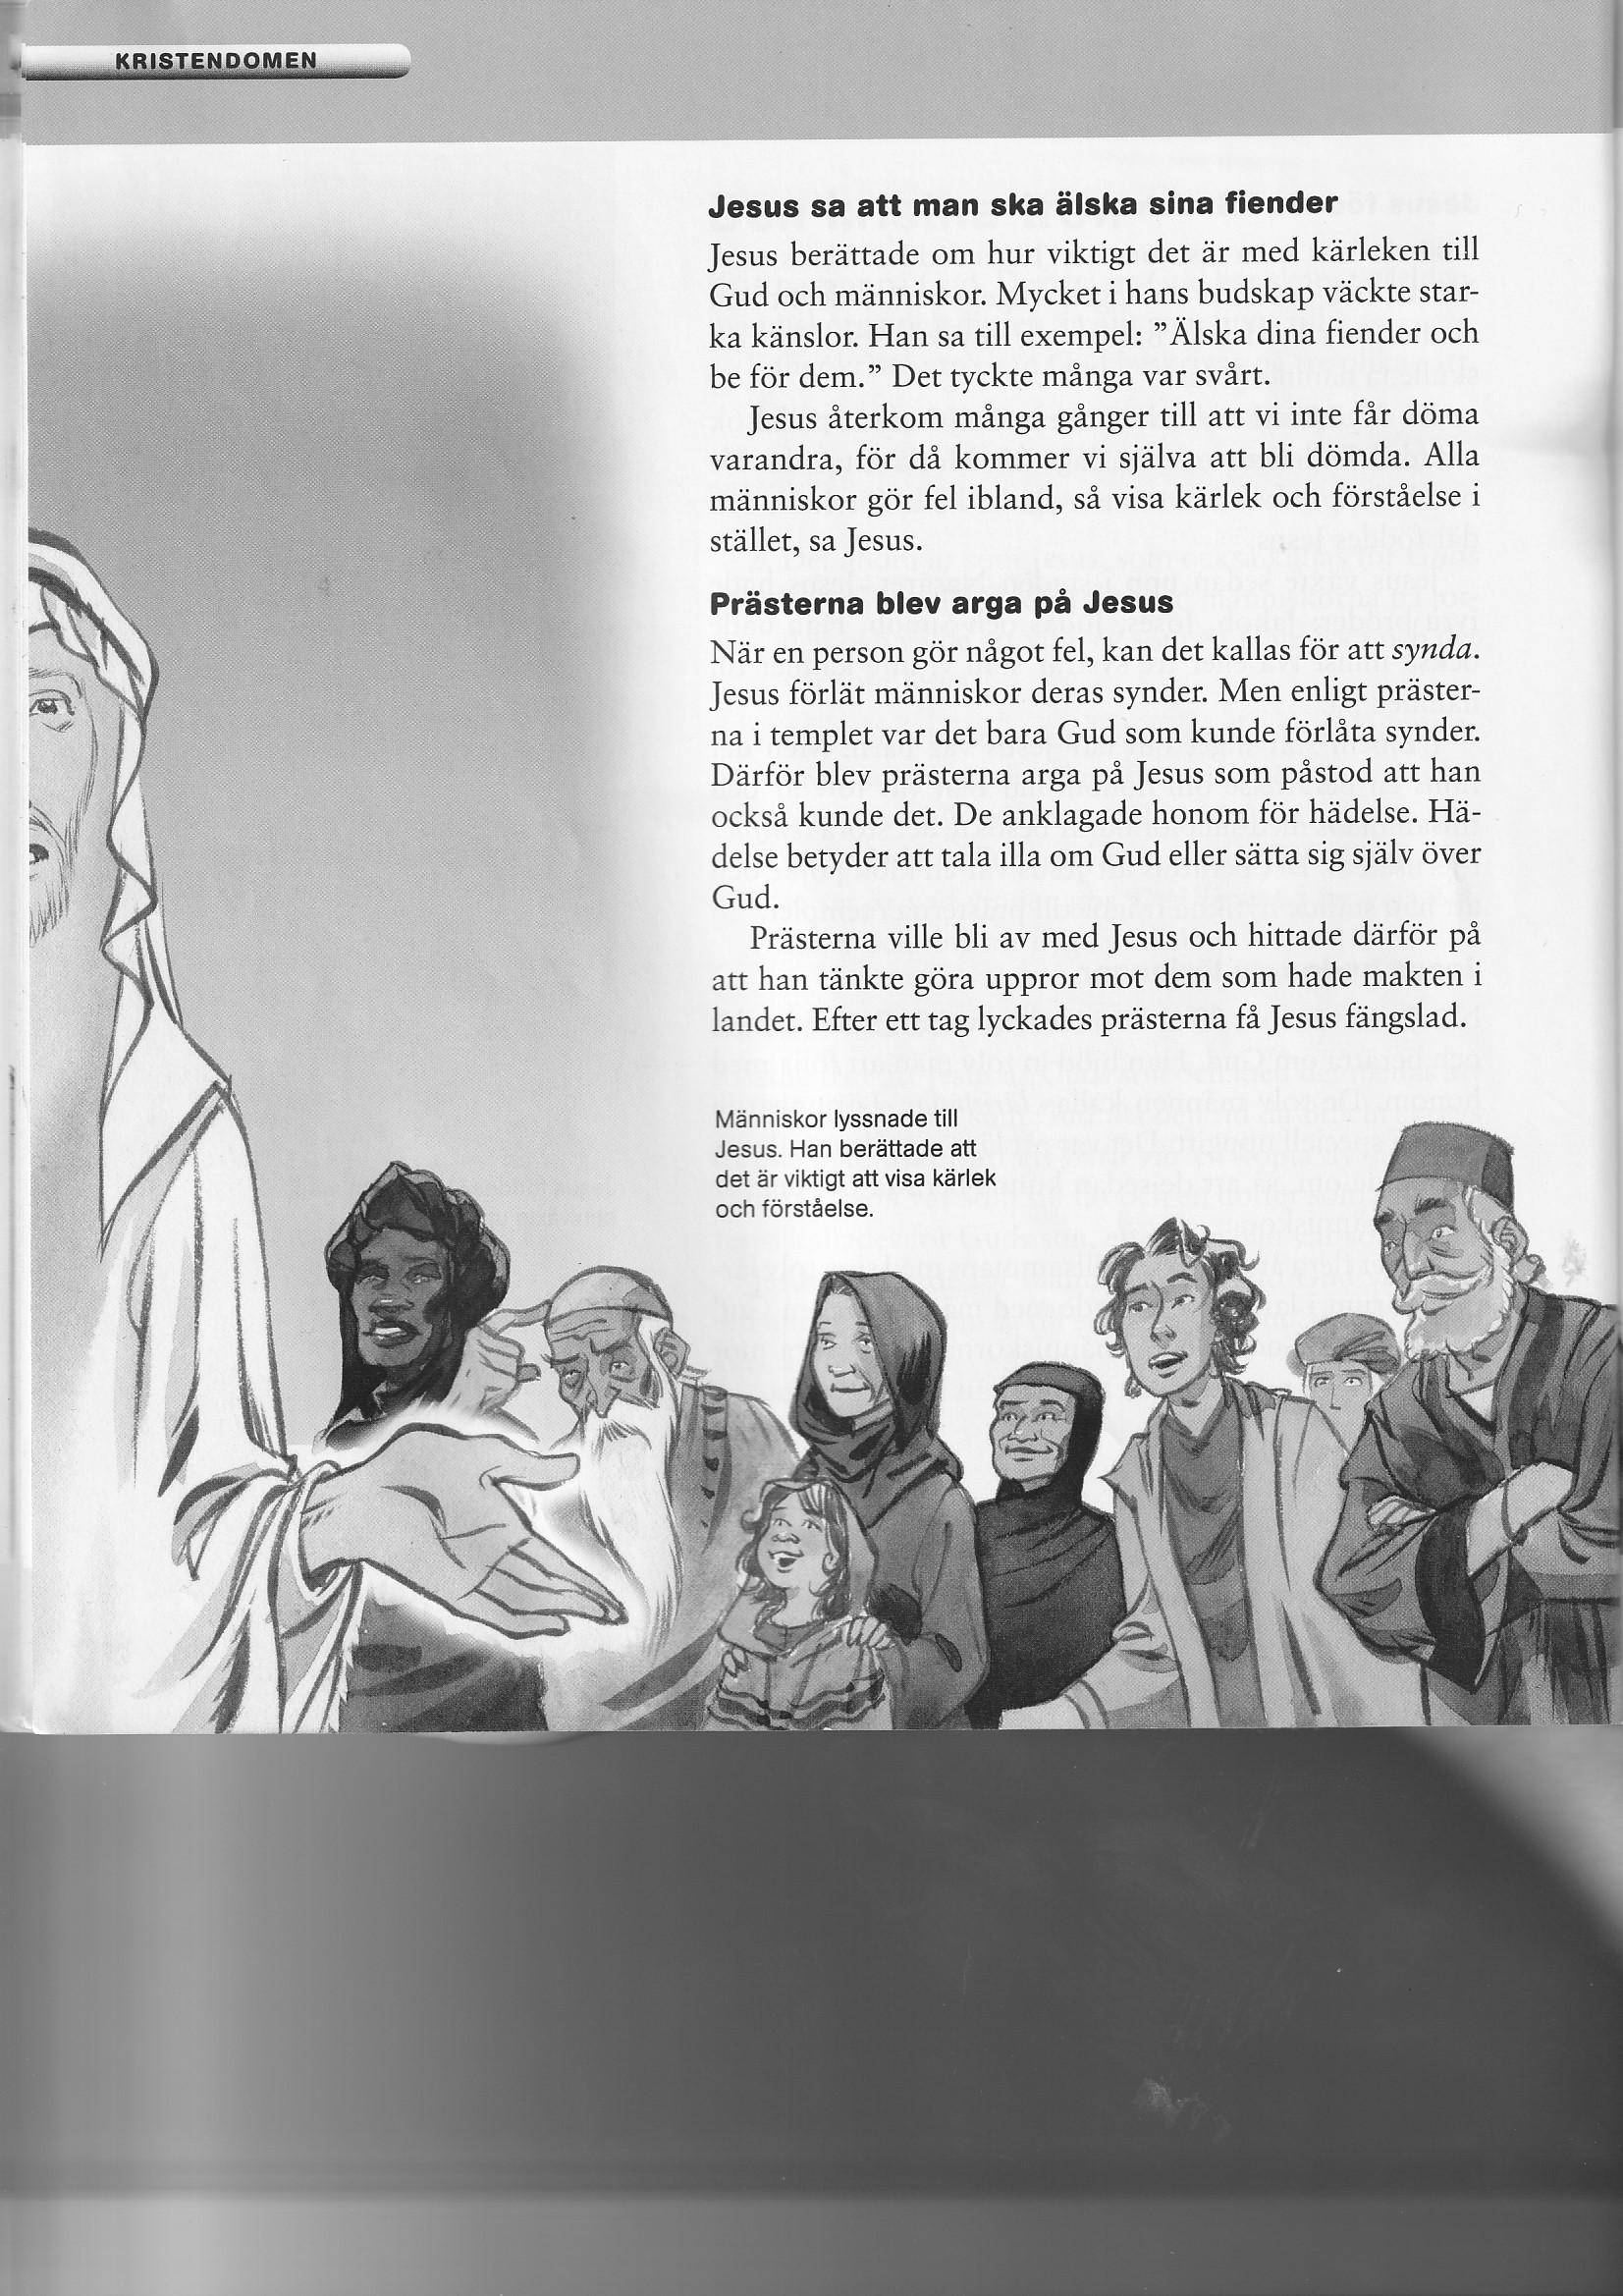 KRISTENDOMEN
Jesus sa att man ska älska sina fiender
Jesus berättade om hur viktigt det är med kärleken till
Gud och människor. Mycket i hans budskap väckte star-
ka känslor. Han sa till exempel: ”Älska dina fiender och
be för dem.” Det tyckte många var svårt.
Jesus återkom många gånger till att vi inte får döma
varandra, för då kommer vi själva att bli dömda. Alla
människor gör fel ibland, så visa kärlek och förståelse i
stället, sa Jesus.
Prästerna blev arga på Jesus
När en person gör något fel, kan det kallas för att synda.
Jesus förlät människor deras synder. Men enligt präster-
na i templet var det bara Gud som kunde förlåta synder.
Därför blev prästerna arga på Jesus som påstod att han
också kunde det. De anklagade honom för hädelse. Hä-
delse betyder att tala illa om Gud eller sätta sig själv över
Gud.
Prästerna ville bli av med Jesus och hittade därför på
att han tänkte göra uppror mot dem som hade makten i
landet. Efter ett tag lyckades prästerna få Jesus fängslad.
Människor lyssnade till
Jesus. Han berättade att
det är viktigt att visa kärlek
och förståelse.